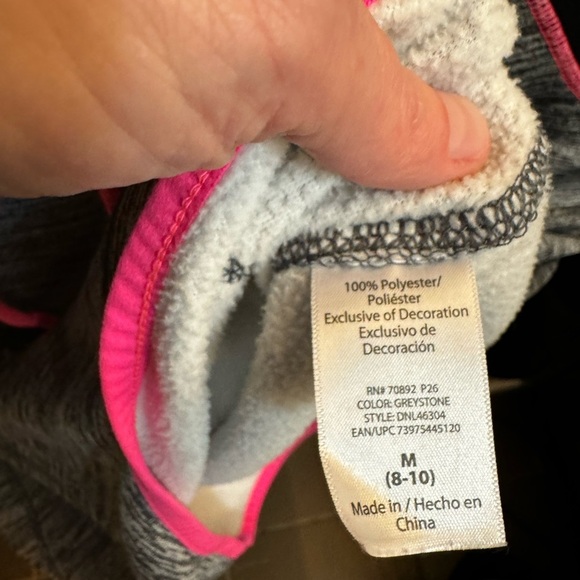 100% Polyester/
Poliéster
Exclusive of Decoration
Exclusivo de
Decoración
RN# 70892 P26
COLOR: GREYSTONE
STYLE: DNL46304
EAN/UPC 73975445120
M
(8-10)
Made in / Hecho en
China